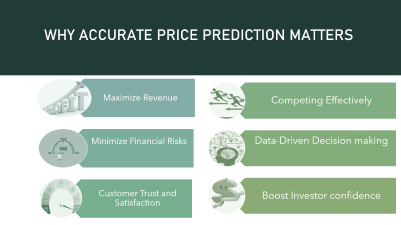 WHY ACCURATE PRICE PREDICTION MATTERS
Maximize Revenue
Minimize Financial Risks
Customer Trust and
Satisfaction
Competing Effectively
Data-Driven Decision making
Boost Investor confidence